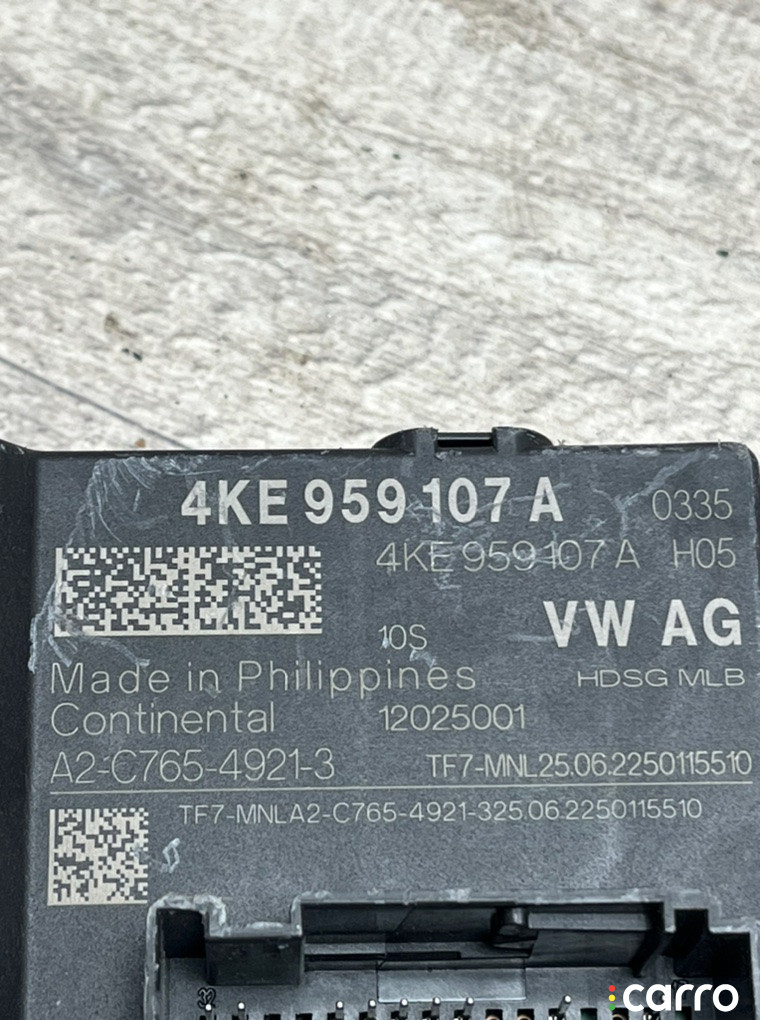 4KE 959 107 A 0335
4KE 959 107 A H05
10S VW AG
Made in Philippines HDSG MLB
Continental 12025001
A2-C765-4921-3 TF7-MNL25.06.2250115510
TF7-MNLA2-C765-4921-325.06.2250115510
32
carro